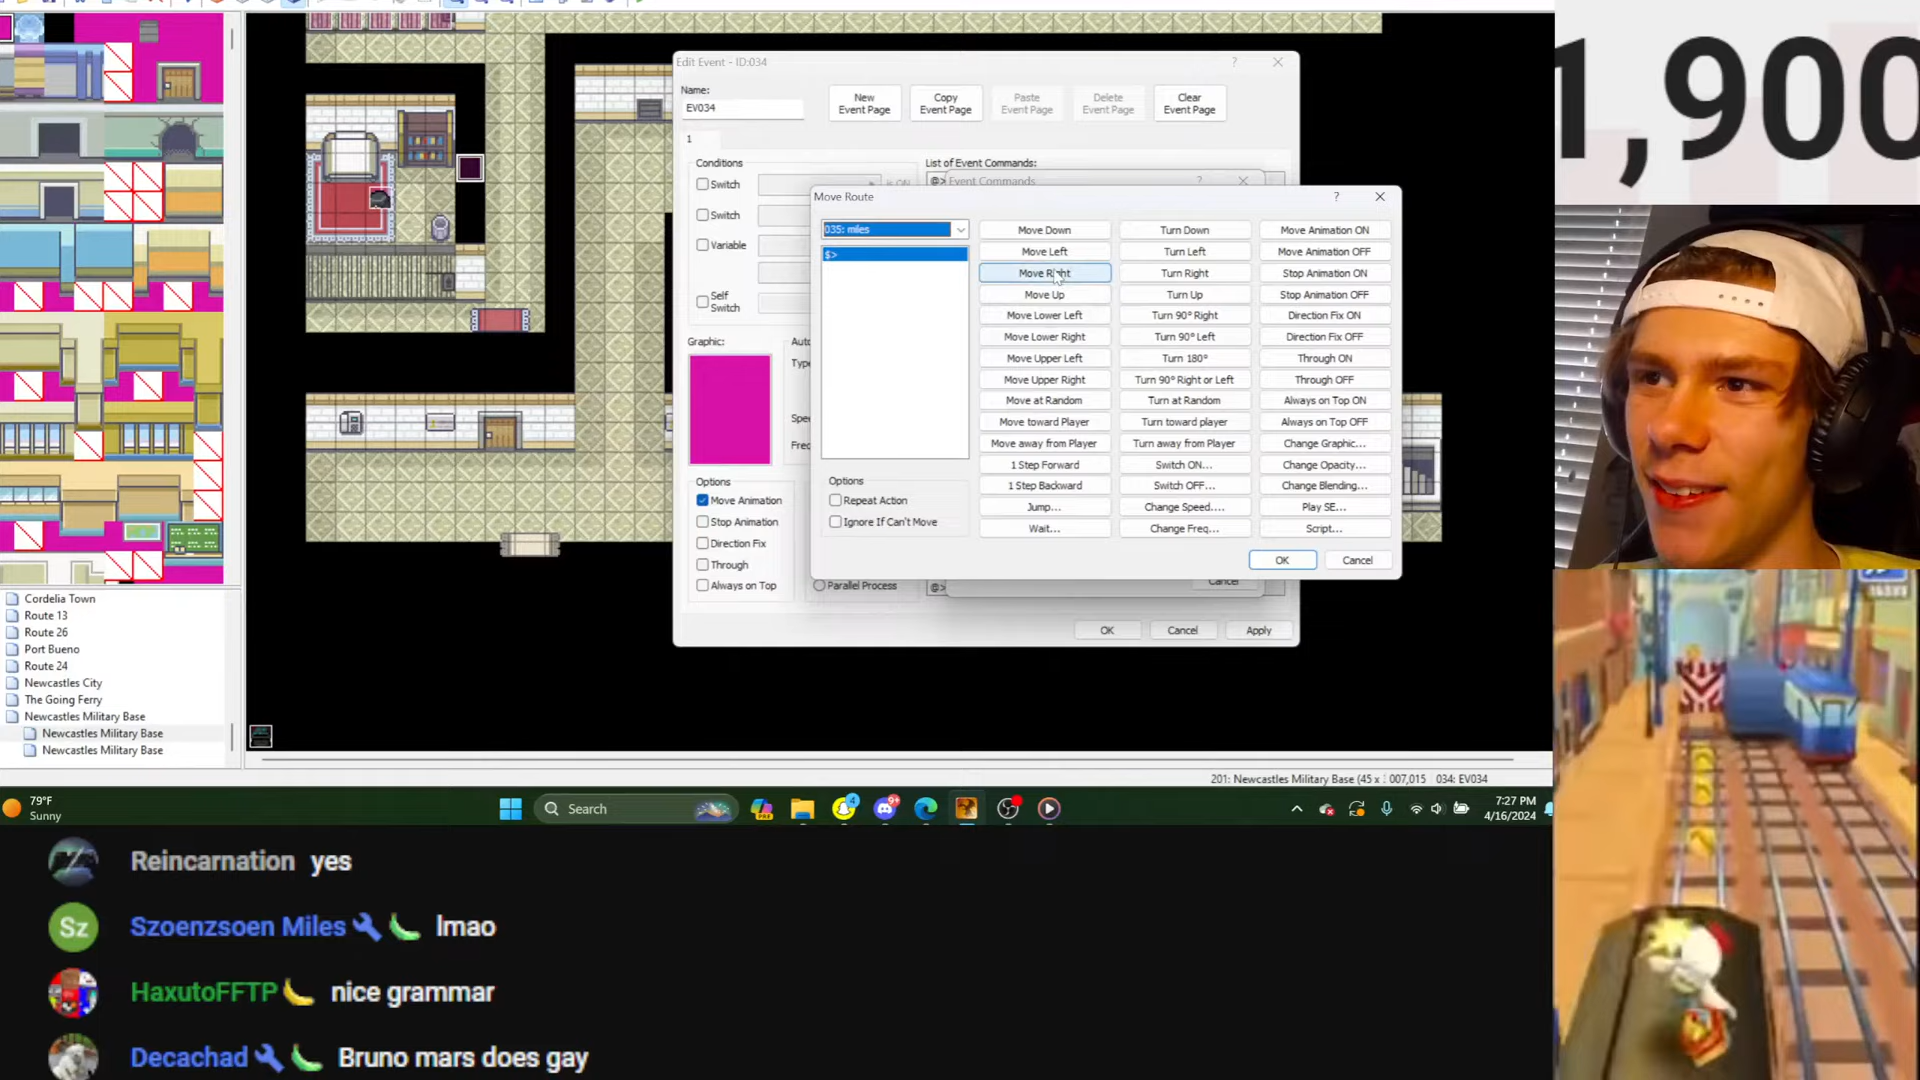 Edit Event - ID:034
?
Name:
EV034
New
Event Page
Copy
Event Page
Paste
Event Page
Delete
Event Page
Clear
Event Page
1
Conditions
Switch
is ON
Switch
Variable
Self
Switch
List of Event Commands:
@>
Event Commands
?
Graphic:
Options
Move Animation
Stop Animation
Direction Fix
Through
Always on Top
Parallel Process
@>
Cancel
OK
Cancel
Apply
Move Route
?
035: miles
$>
Options
Repeat Action
Ignore If Can't Move
Move Down
Move Left
Move Right
Move Up
Move Lower Left
Move Lower Right
Move Upper Left
Move Upper Right
Move at Random
Move toward Player
Move away from Player
1 Step Forward
1 Step Backward
Jump...
Wait...
Turn Down
Turn Left
Turn Right
Turn Up
Turn 90° Right
Turn 90° Left
Turn 180°
Turn 90° Right or Left
Turn at Random
Turn toward player
Turn away from Player
Switch ON...
Switch OFF...
Change Speed....
Change Freq...
Move Animation ON
Move Animation OFF
Stop Animation ON
Stop Animation OFF
Direction Fix ON
Direction Fix OFF
Through ON
Through OFF
Always on Top ON
Always on Top OFF
Change Graphic...
Change Opacity...
Change Blending...
Play SE...
Script...
OK
Cancel
1,900
Cordelia Town
Route 13
Route 26
Port Bueno
Route 24
Newcastles City
The Going Ferry
Newcastles Military Base
Newcastles Military Base
Newcastles Military Base
201: Newcastles Military Base (45 x
007,015
034: EV034
79°F
Sunny
Search
7:27 PM
4/16/2024
Reincarnation yes
Sz
Szoenzsoen Miles lmao
HaxutoFFTP nice grammar
Decachad Bruno mars does gay